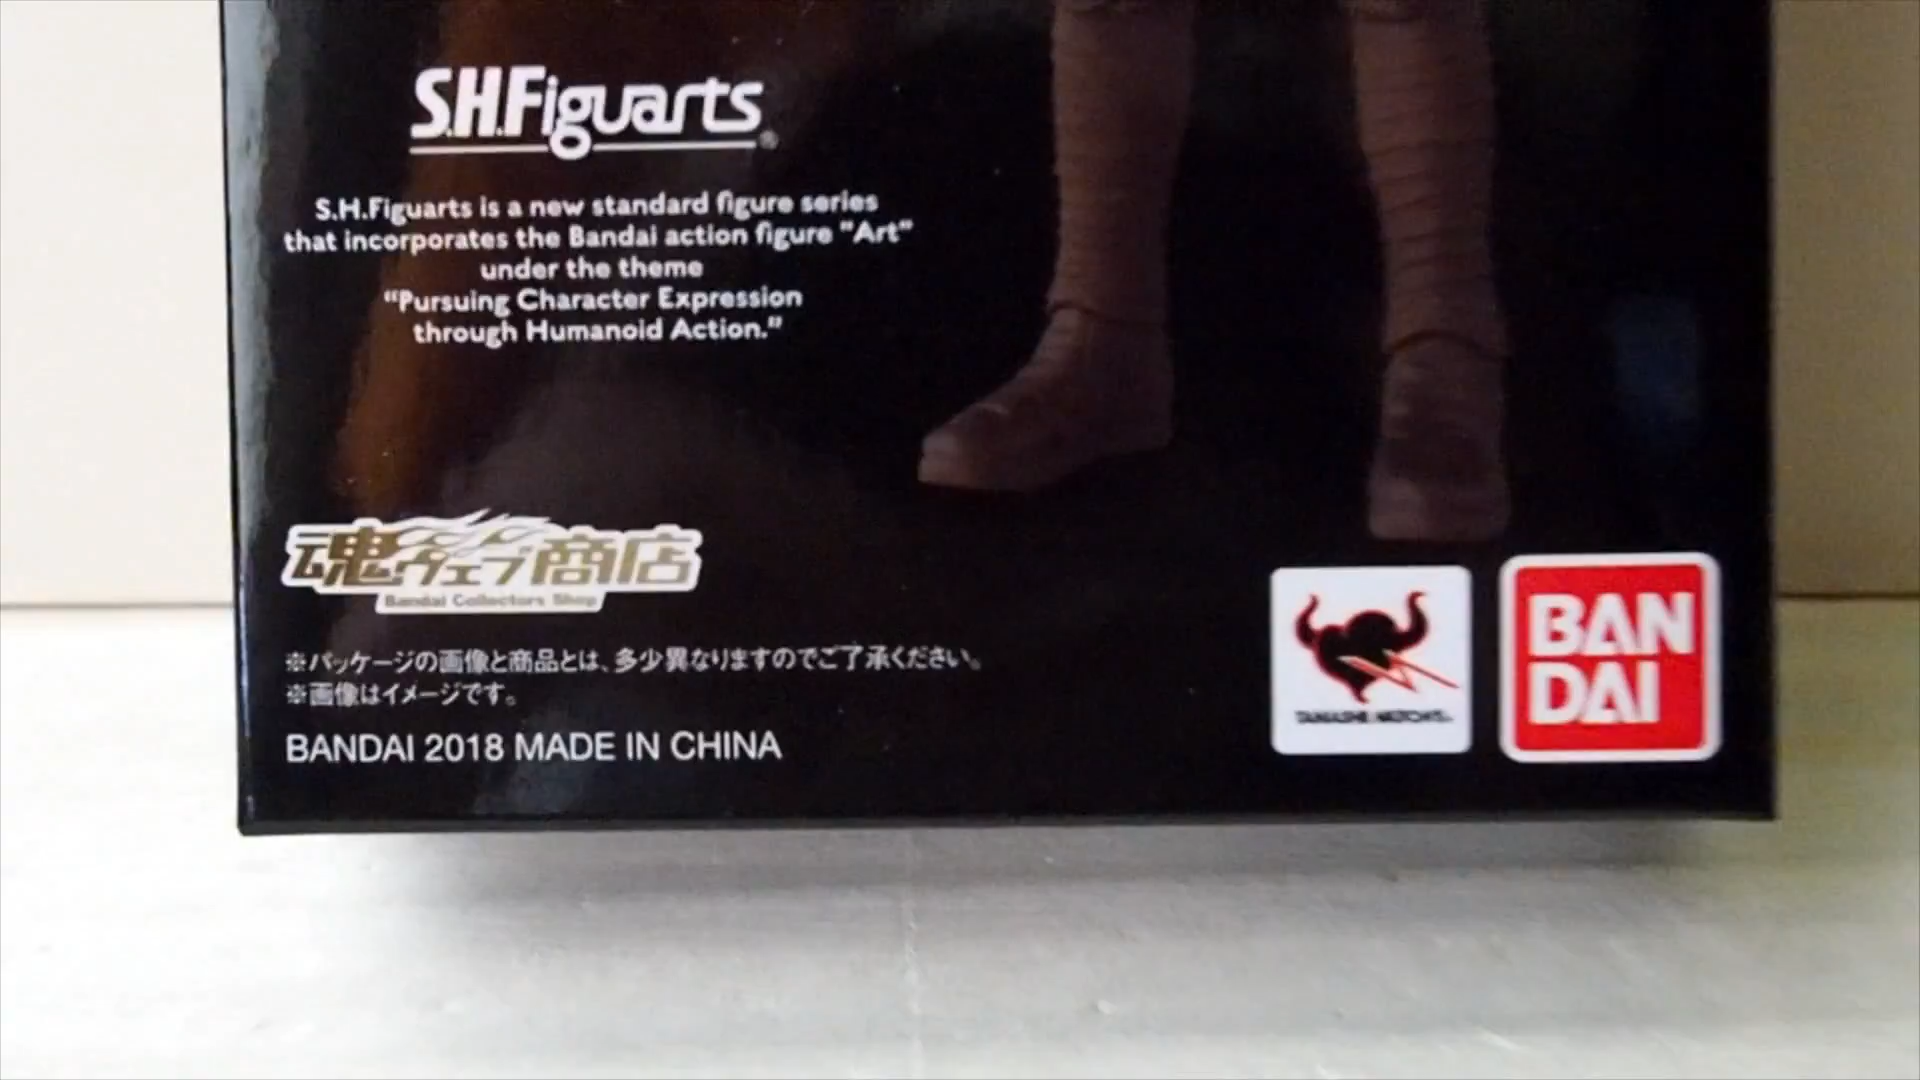 S.H.Figuarts®
S.H.Figuarts is a new standard figure series
that incorporates the Bandai action figure "Art"
under the theme
“Pursuing Character Expression
through Humanoid Action.”
魂ウェブ商店
Bandai Collectors Shop
※パッケージの画像と商品とは、多少異なりますのでご了承ください。
※画像はイメージです。
BANDAI 2018 MADE IN CHINA
TAMASHII NATIONS
BAN
DAI